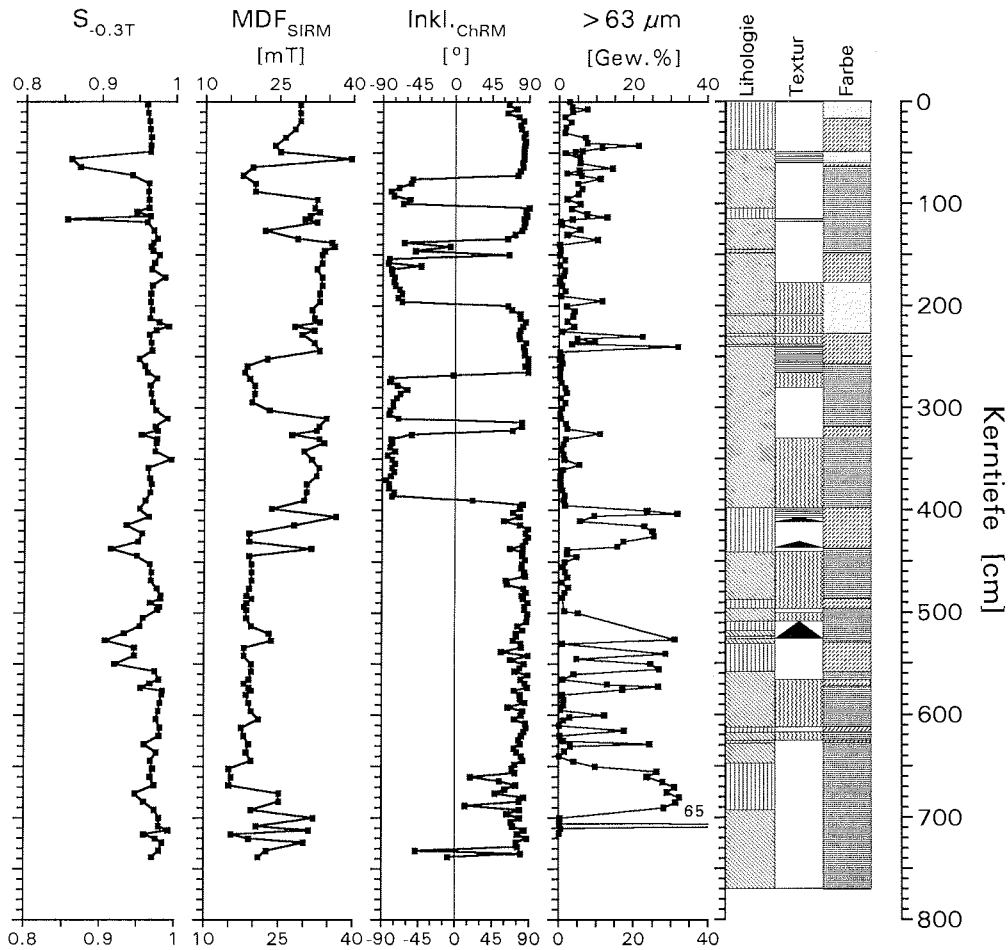 S-0.3T MDFSIRM Inkl.ChRM > 63 µm
[mT] [°] [Gew.%]
Lihologie
Textur
Farbe
0.8 0.9 1 10 25 40 -90 -45 0 45 90 0 20 40
0
100
200
300
400
500
600
700
800
Kerntiefe [cm]
65
0.8 0.9 1 10 25 40 -90 -45 0 45 90 0 20 40